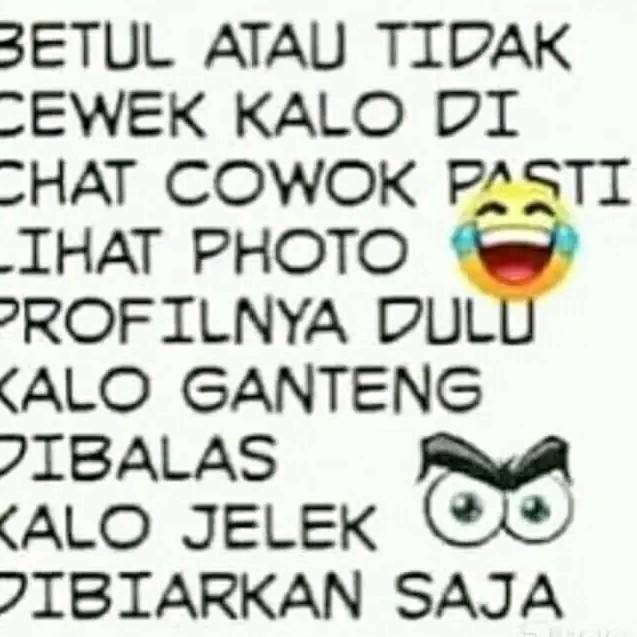 BETUL ATAU TIDAK
CEWEK KALO DI
CHAT COWOK PASTI
LIHAT PHOTO
PROFILNYA DULU
KALO GANTENG
DIBALAS
KALO JELEK
DIBIARKAN SAJA